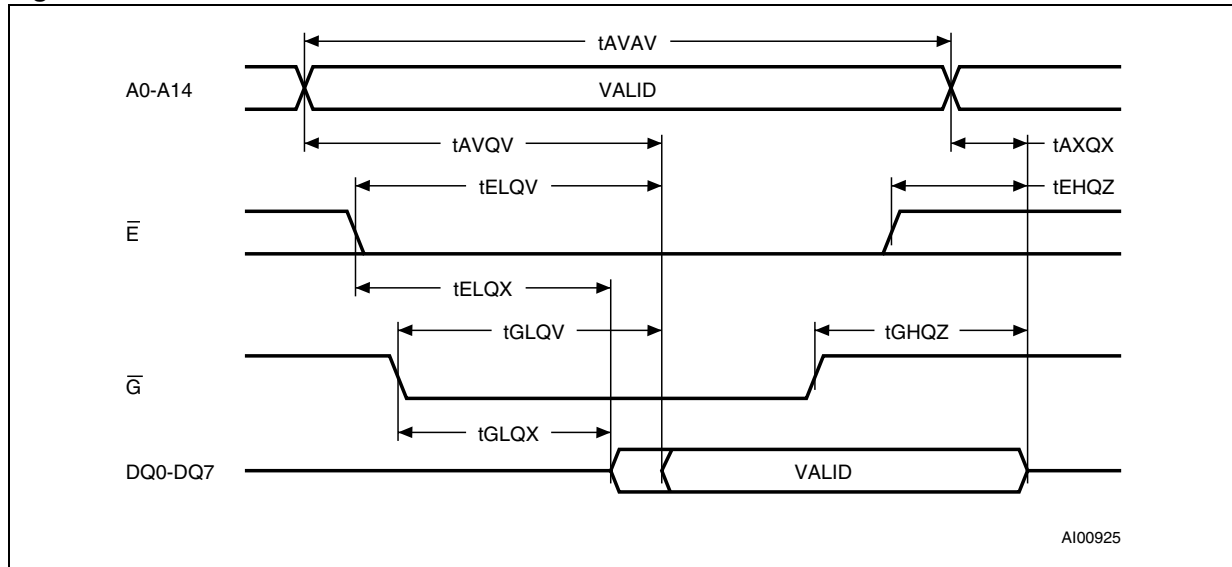 tAVAV
A0-A14
VALID
tAVQV
tAXQX
tELQV
tEHQZ
E̅
tELQX
tGLQV
tGHQZ
G̅
tGLQX
DQ0-DQ7
VALID
AI00925